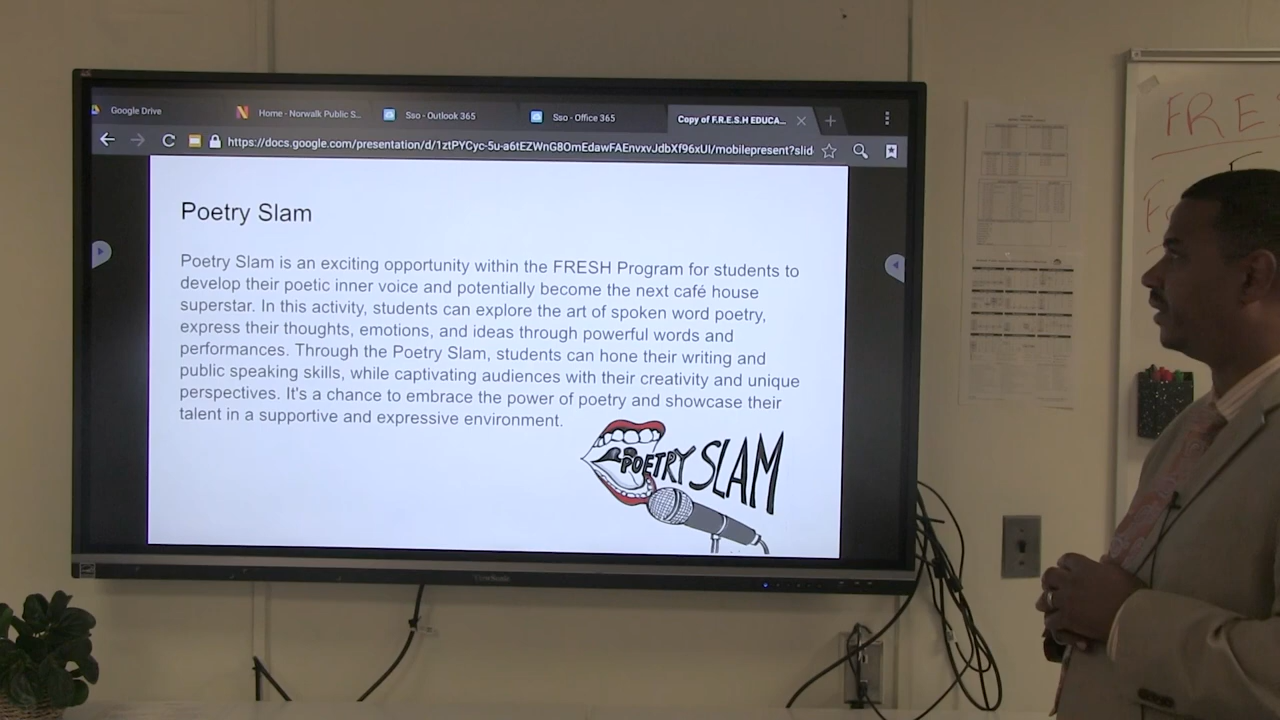 Google Drive
Home - Norwalk Public S...
Sso - Outlook 365
Sso - Office 365
Copy of F.R.E.S.H EDUCA...
https://docs.google.com/presentation/d/1ztPYCyc-5u-a6tEZWnG8OmEdawFAEnvxvJdbXf96xUI/mobilepresent?slid
Poetry Slam
Poetry Slam is an exciting opportunity within the FRESH Program for students to
develop their poetic inner voice and potentially become the next café house
superstar. In this activity, students can explore the art of spoken word poetry,
express their thoughts, emotions, and ideas through powerful words and
performances. Through the Poetry Slam, students can hone their writing and
public speaking skills, while captivating audiences with their creativity and unique
perspectives. It's a chance to embrace the power of poetry and showcase their
talent in a supportive and expressive environment.
POETRY SLAM
ViewSonic
FRES